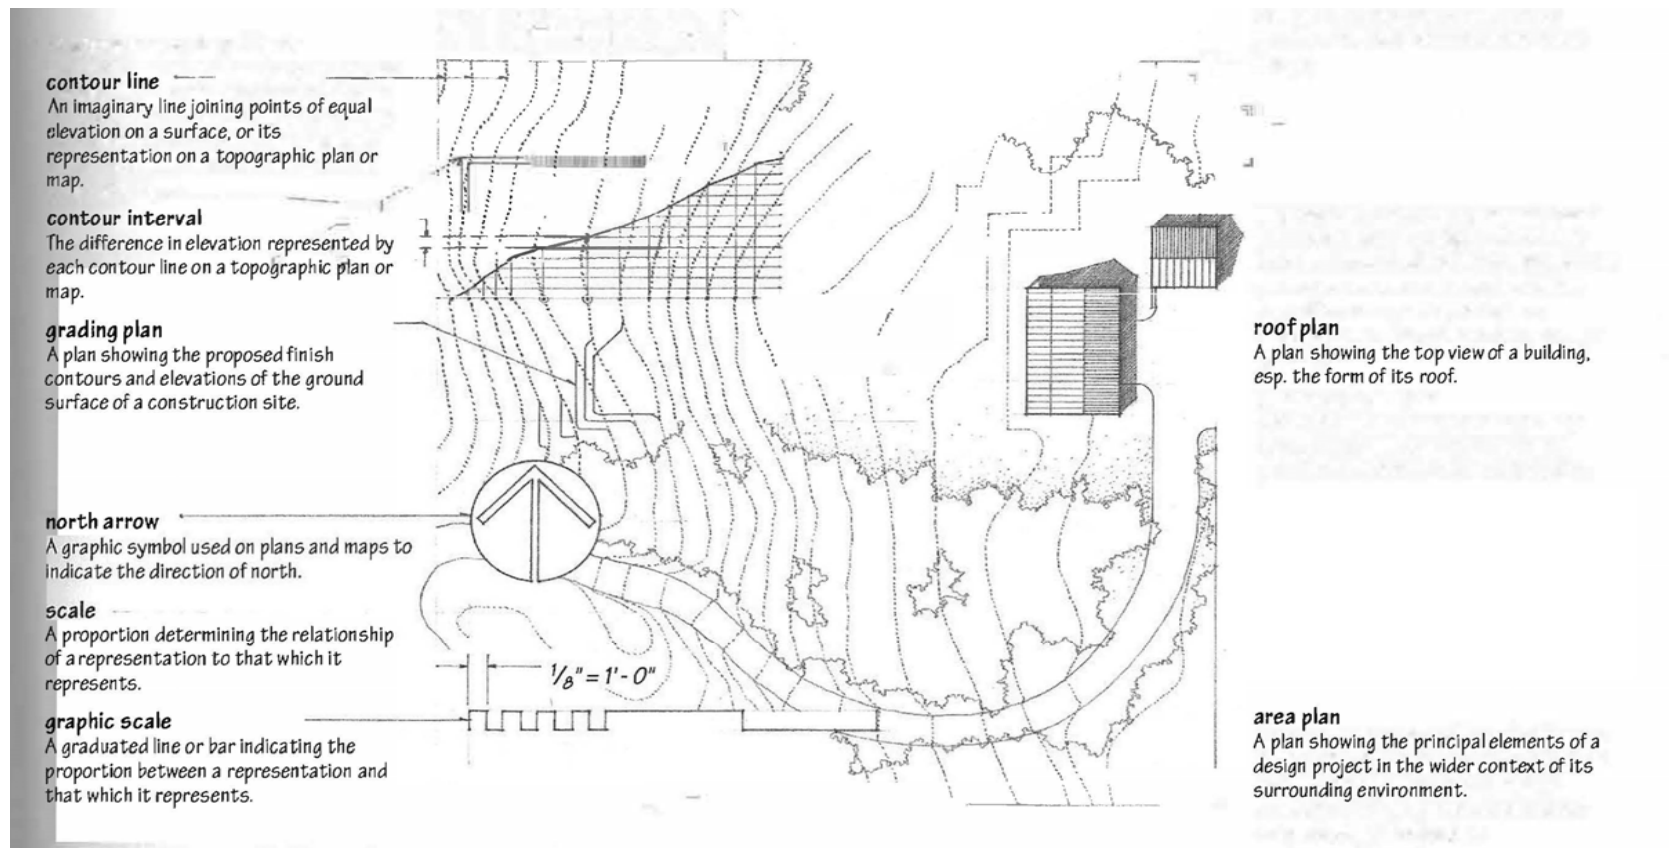 contour line
An imaginary line joining points of equal
elevation on a surface, or its
representation on a topographic plan or
map.
contour interval
The difference in elevation represented by
each contour line on a topographic plan or
map.
grading plan
A plan showing the proposed finish
contours and elevations of the ground
surface of a construction site.
north arrow
A graphic symbol used on plans and maps to
indicate the direction of north.
scale
A proportion determining the relationship
of a representation to that which it
represents.
1/8" = 1' - 0"
graphic scale
A graduated line or bar indicating the
proportion between a representation and
that which it represents.
roof plan
A plan showing the top view of a building,
esp. the form of its roof.
area plan
A plan showing the principal elements of a
design project in the wider context of its
surrounding environment.